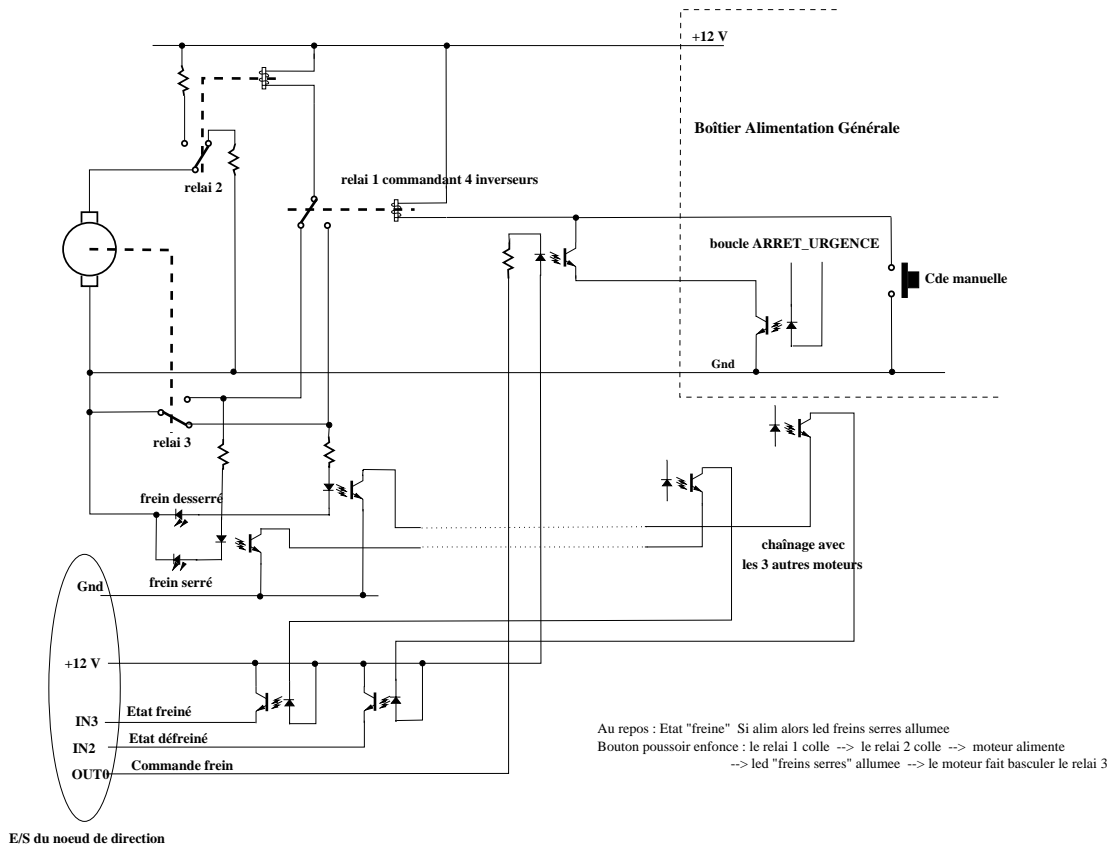 +12 V
Boîtier Alimentation Générale
relai 2
relai 1 commandant 4 inverseurs
boucle ARRET_URGENCE
Cde manuelle
Gnd
relai 3
frein desserré
frein serré
chaînage avec
les 3 autres moteurs
Gnd
+12 V
IN3
Etat freiné
IN2
Etat défreiné
OUT0
Commande frein
Au repos : Etat "freine" Si alim alors led freins serres allumee
Bouton poussoir enfonce : le relai 1 colle --> le relai 2 colle --> moteur alimente
--> led "freins serres" allumee --> le moteur fait basculer le relai 3
E/S du noeud de direction